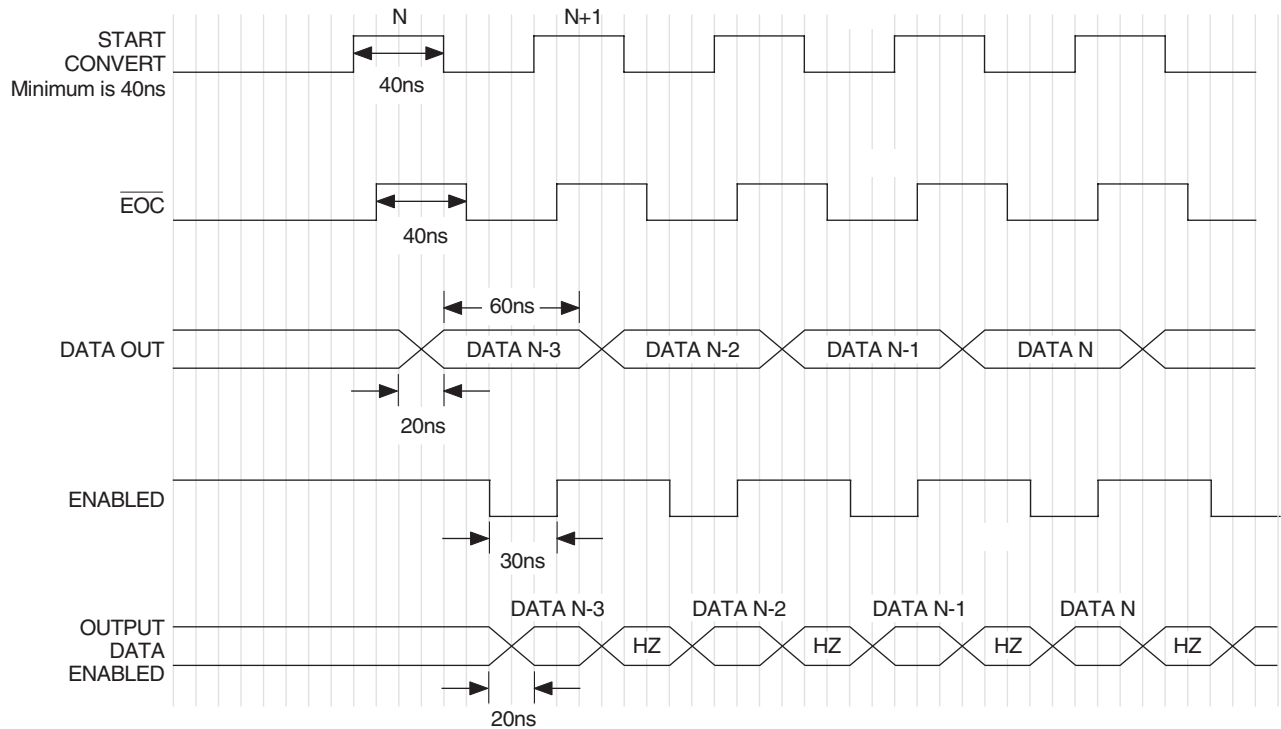 N
N+1
START
CONVERT
Minimum is 40ns
40ns
EOC
40ns
60ns
DATA OUT
DATA N-3
DATA N-2
DATA N-1
DATA N
20ns
ENABLED
30ns
DATA N-3
DATA N-2
DATA N-1
DATA N
OUTPUT
DATA
ENABLED
HZ
HZ
HZ
HZ
20ns